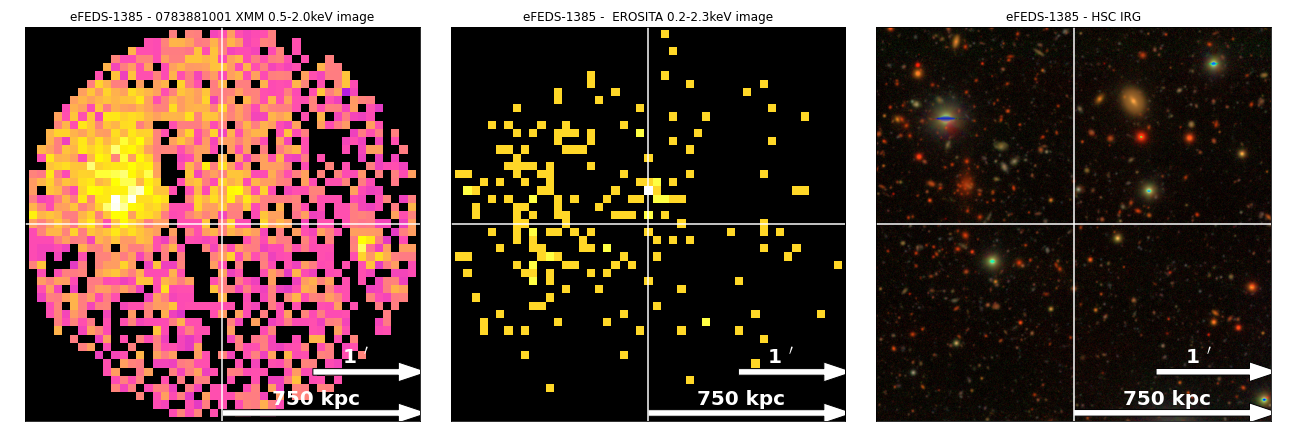 eFEDS-1385 - 0783881001 XMM 0.5-2.0keV image
eFEDS-1385 - EROSITA 0.2-2.3keV image
eFEDS-1385 - HSC IRG
1 ′
750 kpc
1 ′
750 kpc
1 ′
750 kpc